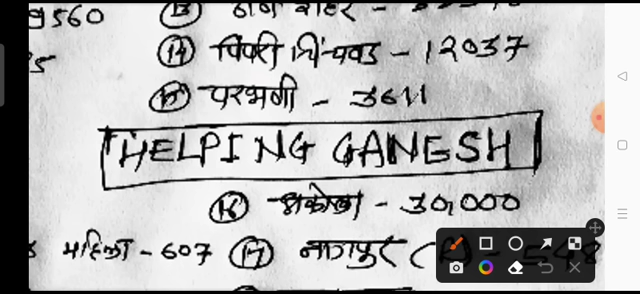 9560 (13) ठाणे शहर -
(14) पिंपरी चिंचवड - 12037
(15) परभणी - 3611
HELPING GANESH
(16) अकोला - 30,000
महिला - 607 (17) नागपुर